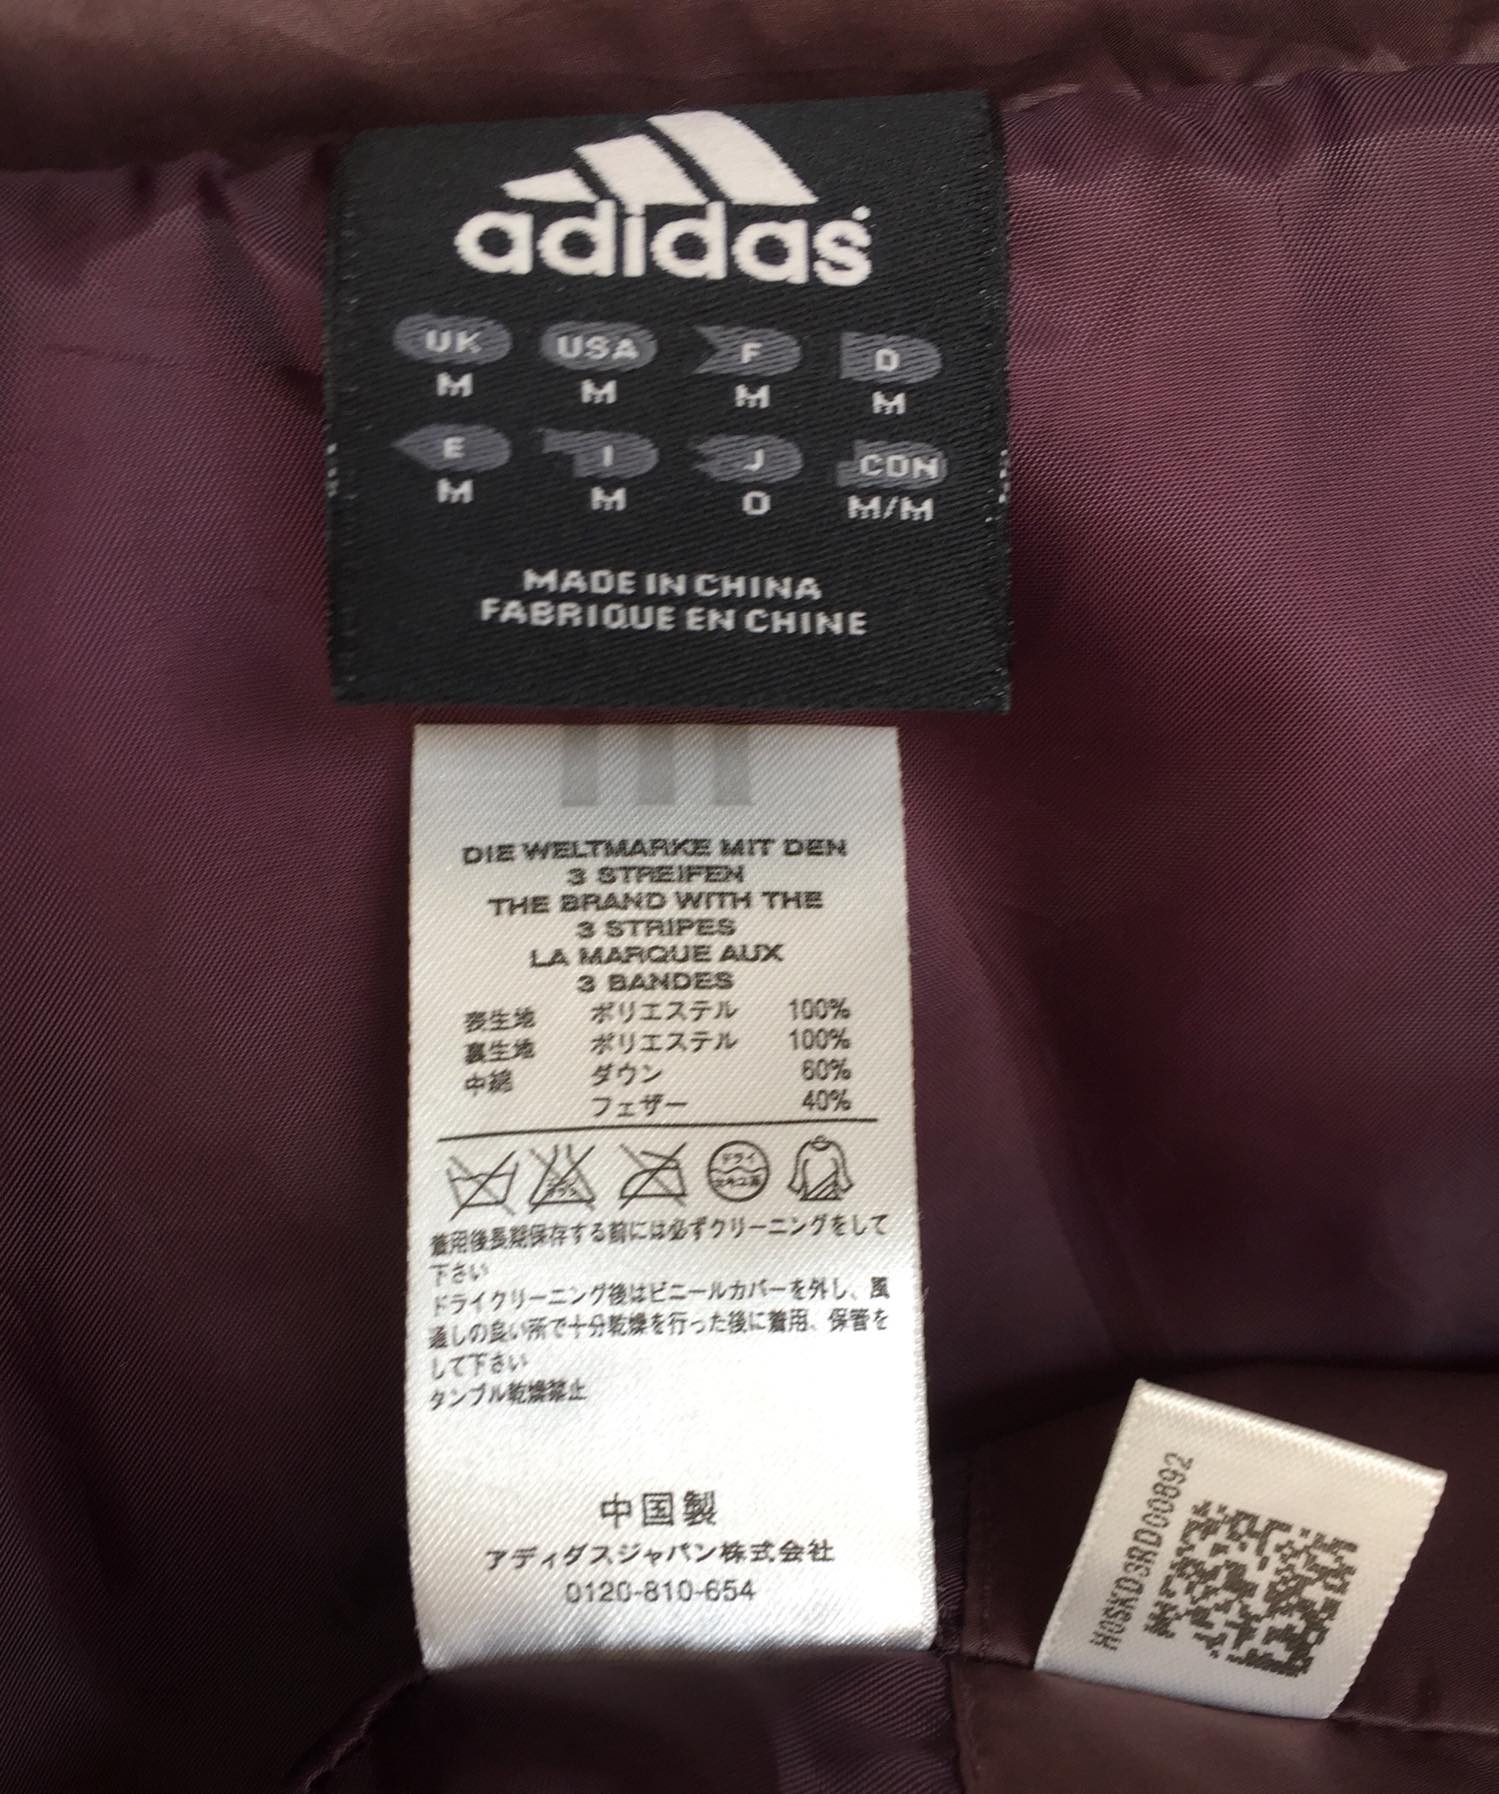 adidas
UK USA F D
M M M M
E I J CDN
M M O M/M
MADE IN CHINA
FABRIQUE EN CHINE
DIE WELTMARKE MIT DEN
3 STREIFEN
THE BRAND WITH THE
3 STRIPES
LA MARQUE AUX
3 BANDES
表生地 ポリエステル 100%
裏生地 ポリエステル 100%
中綿 ダウン 60%
フェザー 40%
ドライ
セキユ系
着用後長期保存する前には必ずクリーニングをして
下さい
ドライクリーニング後はビニールカバーを外し、風
通しの良い所で十分乾燥を行った後に着用、保管を
して下さい
タンブル乾燥禁止
中国製
アディダスジャパン株式会社
0120-810-654
H0SKD3RD00892